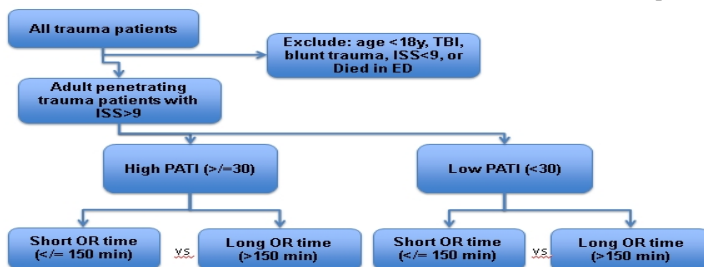 All trauma patients
Exclude: age <18y, TBI,
blunt trauma, ISS<9, or
Died in ED
Adult penetrating
trauma patients with
ISS>9
High PATI (>/=30)
Low PATI (<30)
Short OR time
(</= 150 min)
vs
Long OR time
(>150 min)
Short OR time
(</= 150 min)
vs
Long OR time
(>150 min)